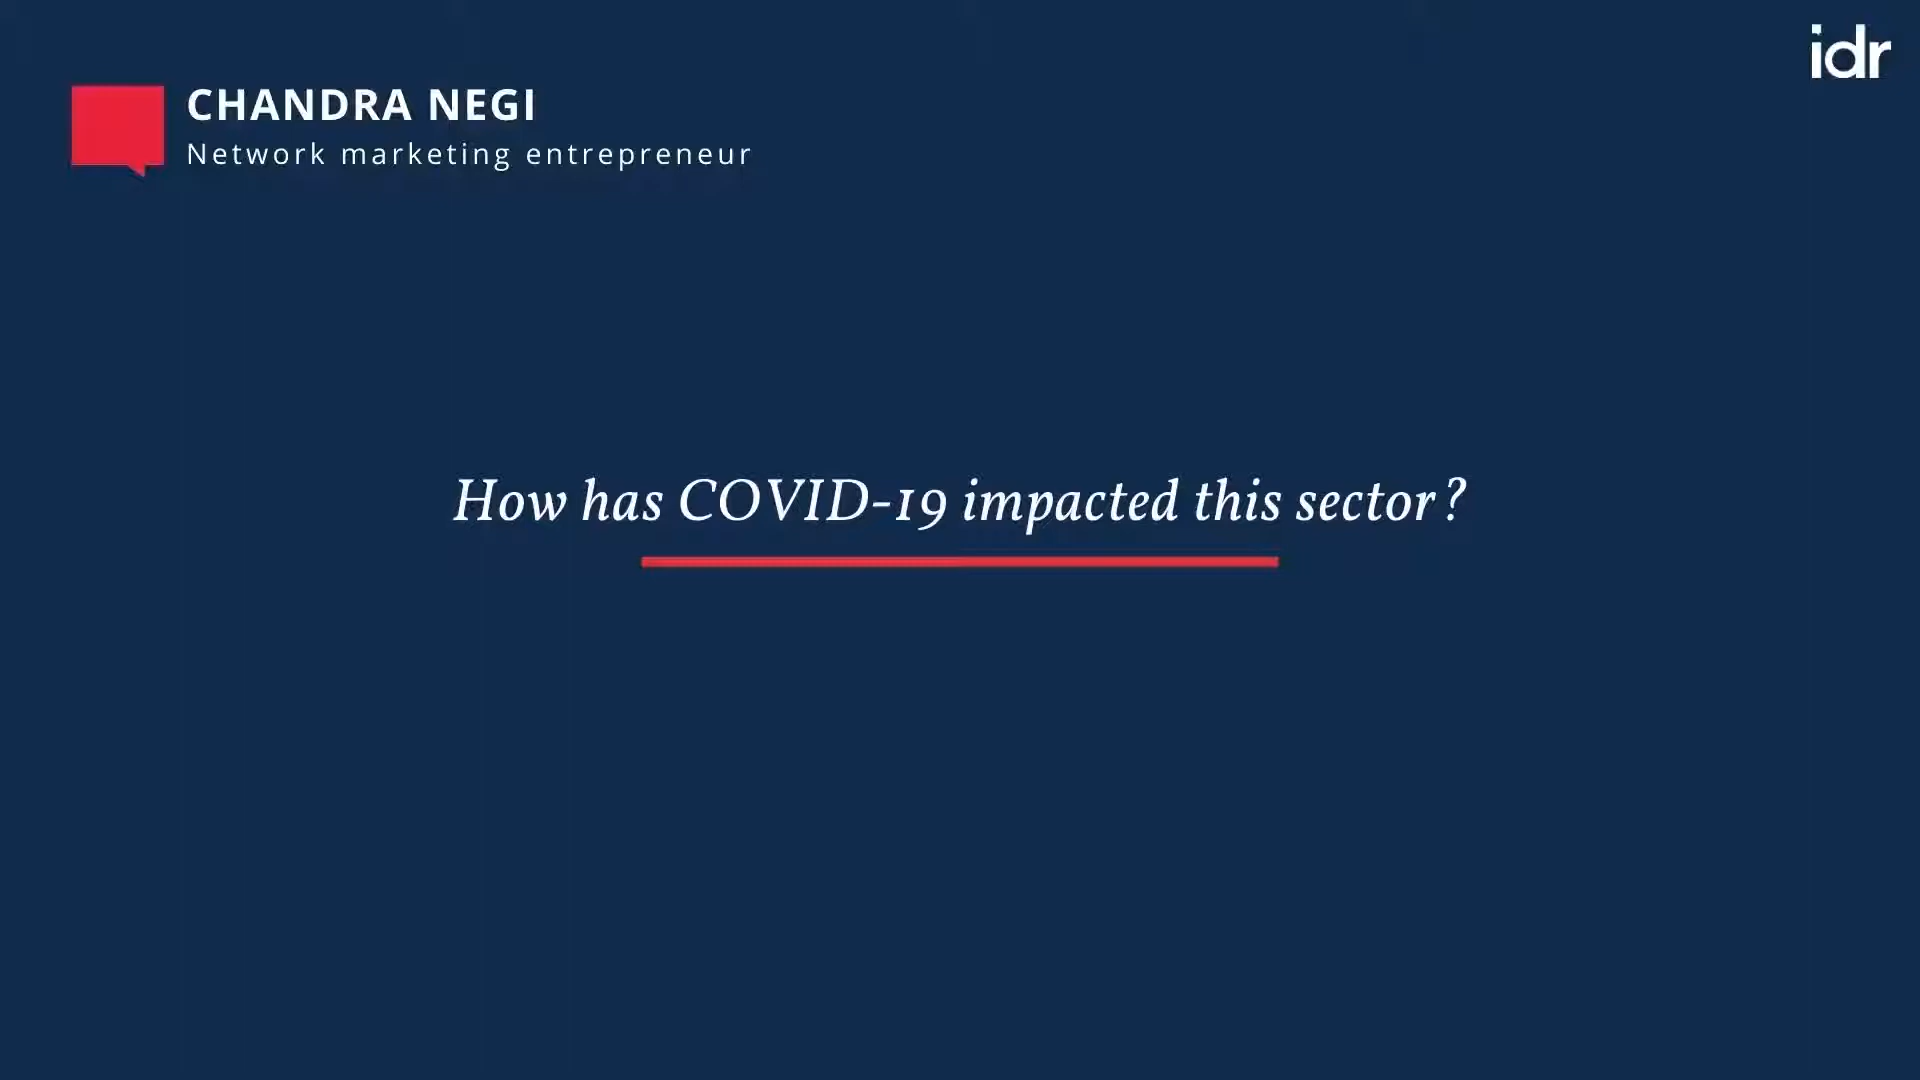 idr
CHANDRA NEGI
Network marketing entrepreneur
How has COVID-19 impacted this sector?